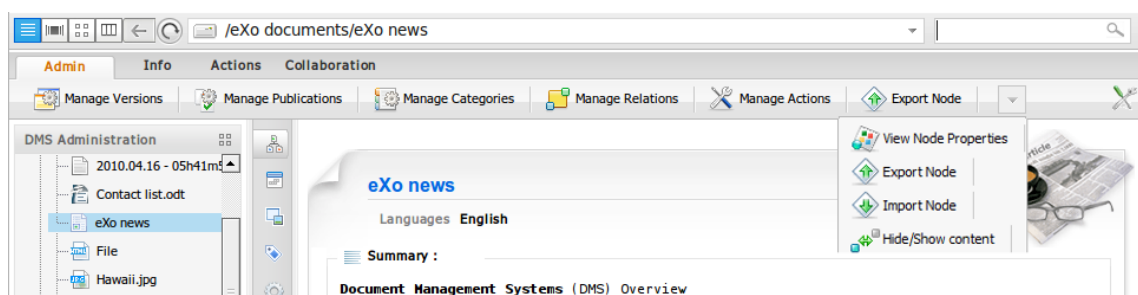 /eXo documents/eXo news
Admin Info Actions Collaboration
Manage Versions Manage Publications Manage Categories Manage Relations Manage Actions Export Node
DMS Administration
2010.04.16 - 05h41m5
Contact list.odt
eXo news
File
Hawaii.jpg
View Node Properties
Export Node
Import Node
Hide/Show content
eXo news
Languages English
Summary :
Document Management Systems (DMS) Overview